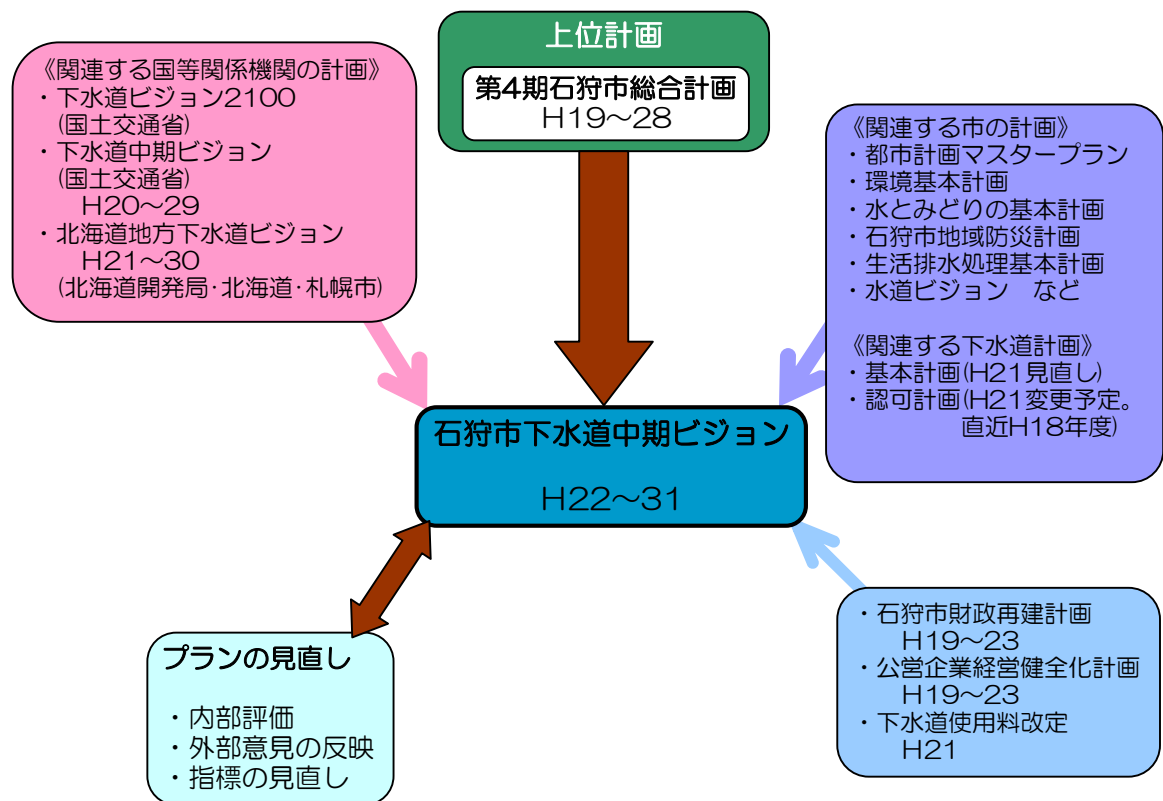 上位計画
第4期石狩市総合計画
H19～28
《関連する国等関係機関の計画》
・下水道ビジョン2100
(国土交通省)
・下水道中期ビジョン
(国土交通省)
H20～29
・北海道地方下水道ビジョン
H21～30
(北海道開発局・北海道・札幌市)
《関連する市の計画》
・都市計画マスタープラン
・環境基本計画
・水とみどりの基本計画
・石狩市地域防災計画
・生活排水処理基本計画
・水道ビジョン　など
《関連する下水道計画》
・基本計画(H21見直し)
・認可計画(H21変更予定。
直近H18年度)
石狩市下水道中期ビジョン
H22～31
プランの見直し
・内部評価
・外部意見の反映
・指標の見直し
・石狩市財政再建計画
H19～23
・公営企業経営健全化計画
H19～23
・下水道使用料改定
H21